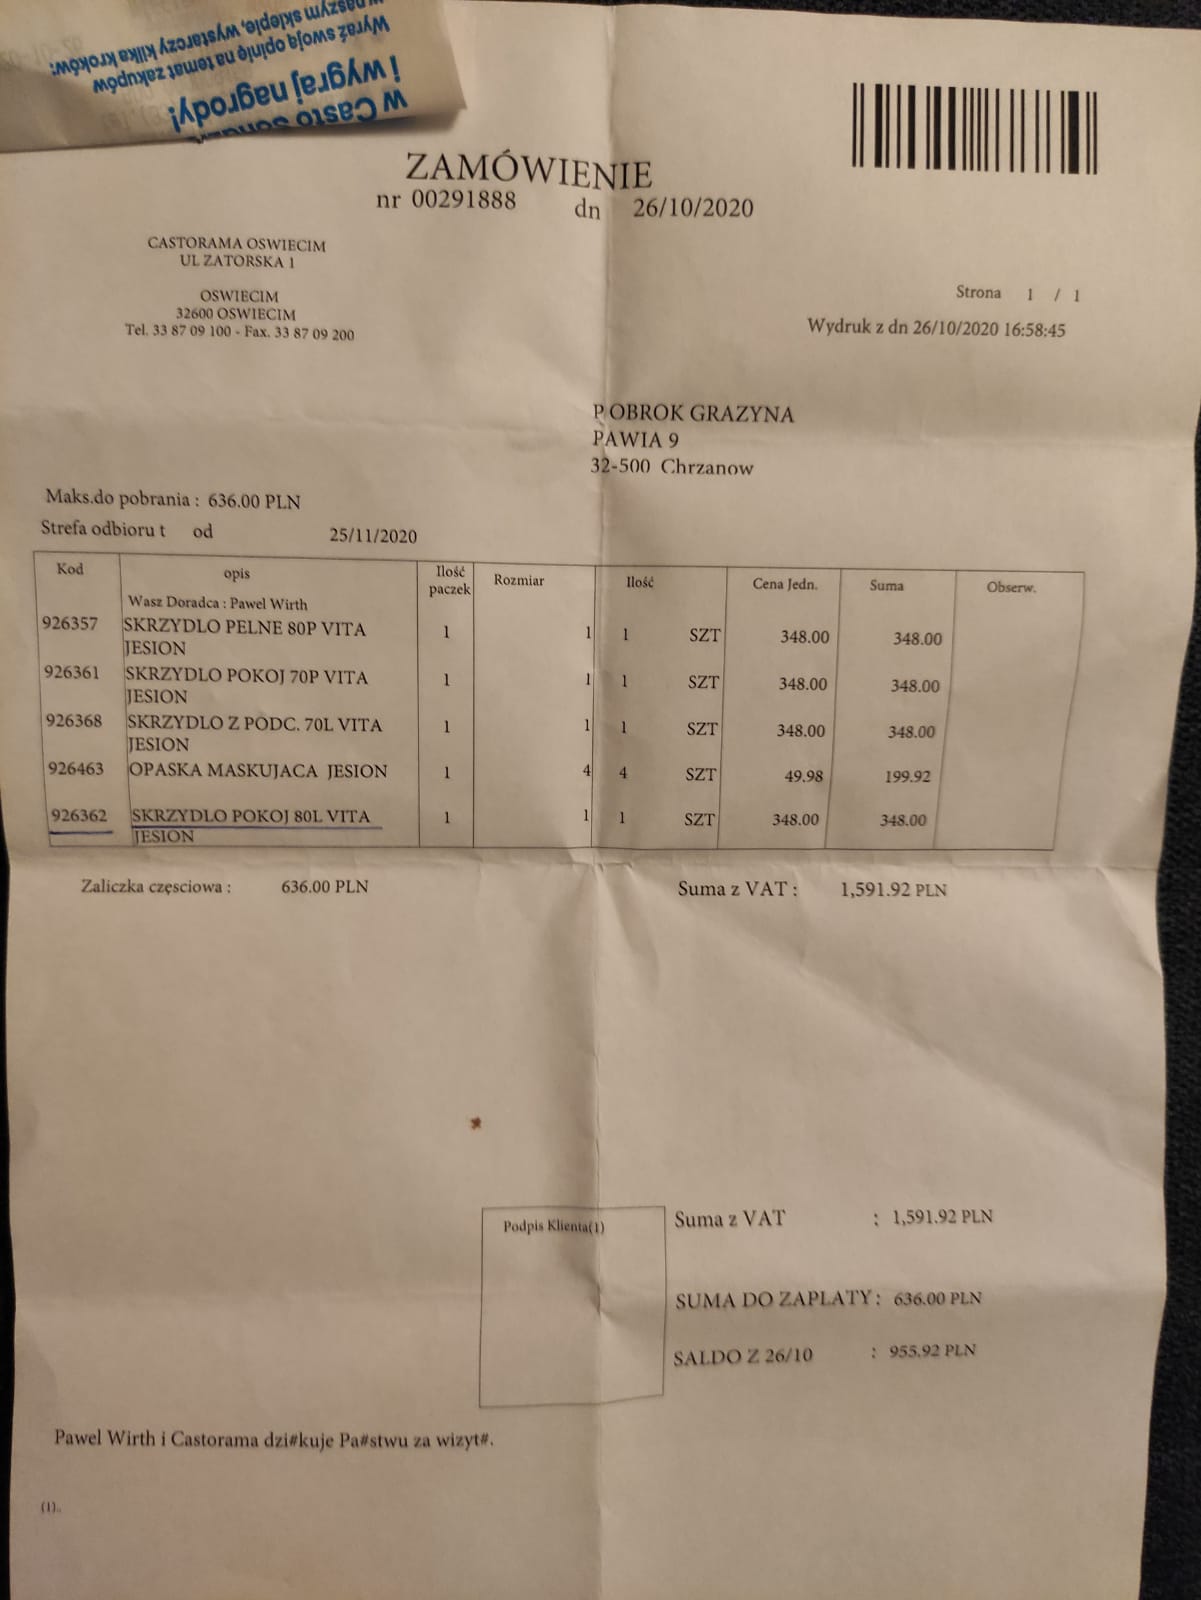 w naszym sklepie, wystarczy kilka kroków:
Wyraź swoją opinię na temat zakupów
i wygraj nagrody!
w Casto
ZAMÓWIENIE
nr 00291888 dn 26/10/2020
CASTORAMA OSWIECIM
UL ZATORSKA 1
OSWIECIM
32600 OSWIECIM
Tel. 33 87 09 100 - Fax. 33 87 09 200
Strona 1 / 1
Wydruk z dn 26/10/2020 16:58:45
P OBROK GRAZYNA
PAWIA 9
32-500 Chrzanow
Maks.do pobrania : 636.00 PLN
Strefa odbioru t od 25/11/2020
Kod opis Ilość paczek Rozmiar Ilość Cena Jedn. Suma Obserw.
Wasz Doradca : Pawel Wirth
926357 SKRZYDLO PELNE 80P VITA 1 1 1 SZT 348.00 348.00
JESION
926361 SKRZYDLO POKOJ 70P VITA 1 1 1 SZT 348.00 348.00
JESION
926368 SKRZYDLO Z PODC. 70L VITA 1 1 1 SZT 348.00 348.00
JESION
926463 OPASKA MASKUJACA JESION 1 4 4 SZT 49.98 199.92
926362 SKRZYDLO POKOJ 80L VITA 1 1 1 SZT 348.00 348.00
JESION
Zaliczka częsciowa : 636.00 PLN Suma z VAT : 1,591.92 PLN
Podpis Klienta(1)
Suma z VAT : 1,591.92 PLN
SUMA DO ZAPLATY : 636.00 PLN
SALDO Z 26/10 : 955.92 PLN
Pawel Wirth i Castorama dzi#kuje Pa#stwu za wizyt#.
(1)..